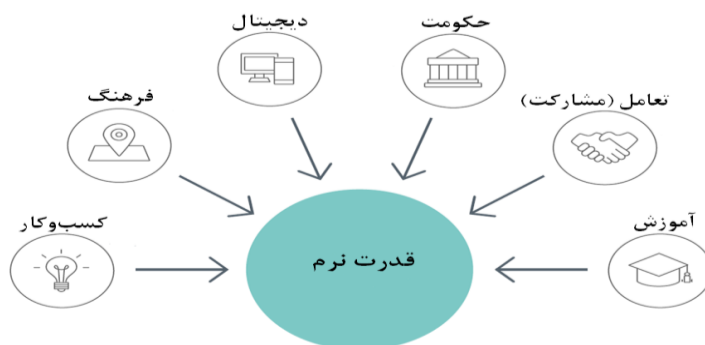 حکومت
دیجیتال
تعامل (مشارکت)
فرهنگ
آموزش
کسب‌وکار
قدرت نرم